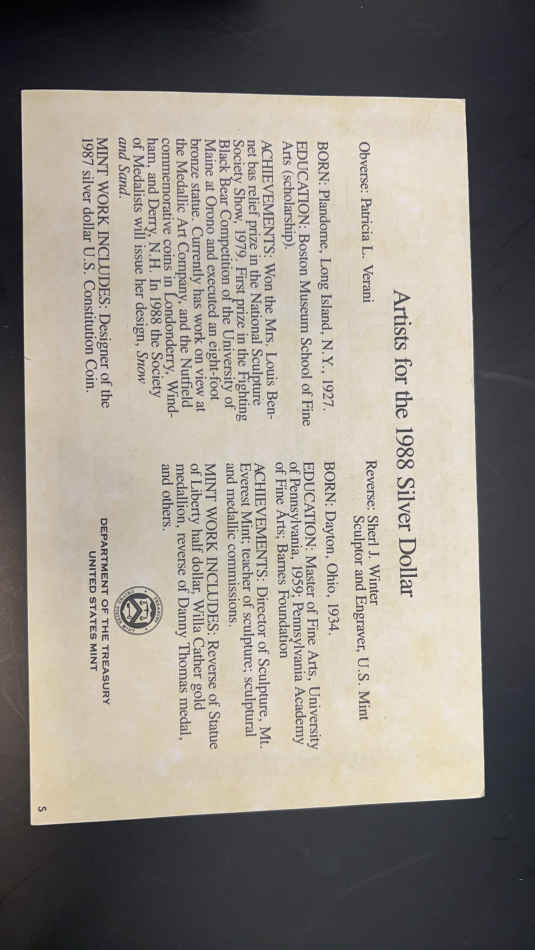 Artists for the 1988 Silver Dollar
Obverse: Patricia L. Verani
BORN: Plandome, Long Island, N.Y., 1927.
EDUCATION: Boston Museum School of Fine
Arts (scholarship).
ACHIEVEMENTS: Won the Mrs. Louis Ben-
net bas relief prize in the National Sculpture
Society Show, 1979. First prize in the Fighting
Black Bear Competition of the University of
Maine at Orono and executed an eight-foot
bronze statue. Currently has work on view at
the Medallic Art Company, and the Nutfield
commemorative coins in Londonderry, Wind-
ham, and Derry, N.H. In 1988 the Society
of Medalists will issue her design, Snow
and Sand.
MINT WORK INCLUDES: Designer of the
1987 silver dollar U.S. Constitution Coin.
Reverse: Sherl J. Winter
Sculptor and Engraver, U.S. Mint
BORN: Dayton, Ohio, 1934.
EDUCATION: Master of Fine Arts, University
of Pennsylvania, 1959; Pennsylvania Academy
of Fine Arts; Barnes Foundation
ACHIEVEMENTS: Director of Sculpture, Mt.
Everest Mint; teacher of sculpture; sculptural
and medallic commissions.
MINT WORK INCLUDES: Reverse of Statue
of Liberty half dollar, Willa Cather gold
medallion, reverse of Danny Thomas medal,
and others.
DEPARTMENT OF THE TREASURY
UNITED STATES MINT
S